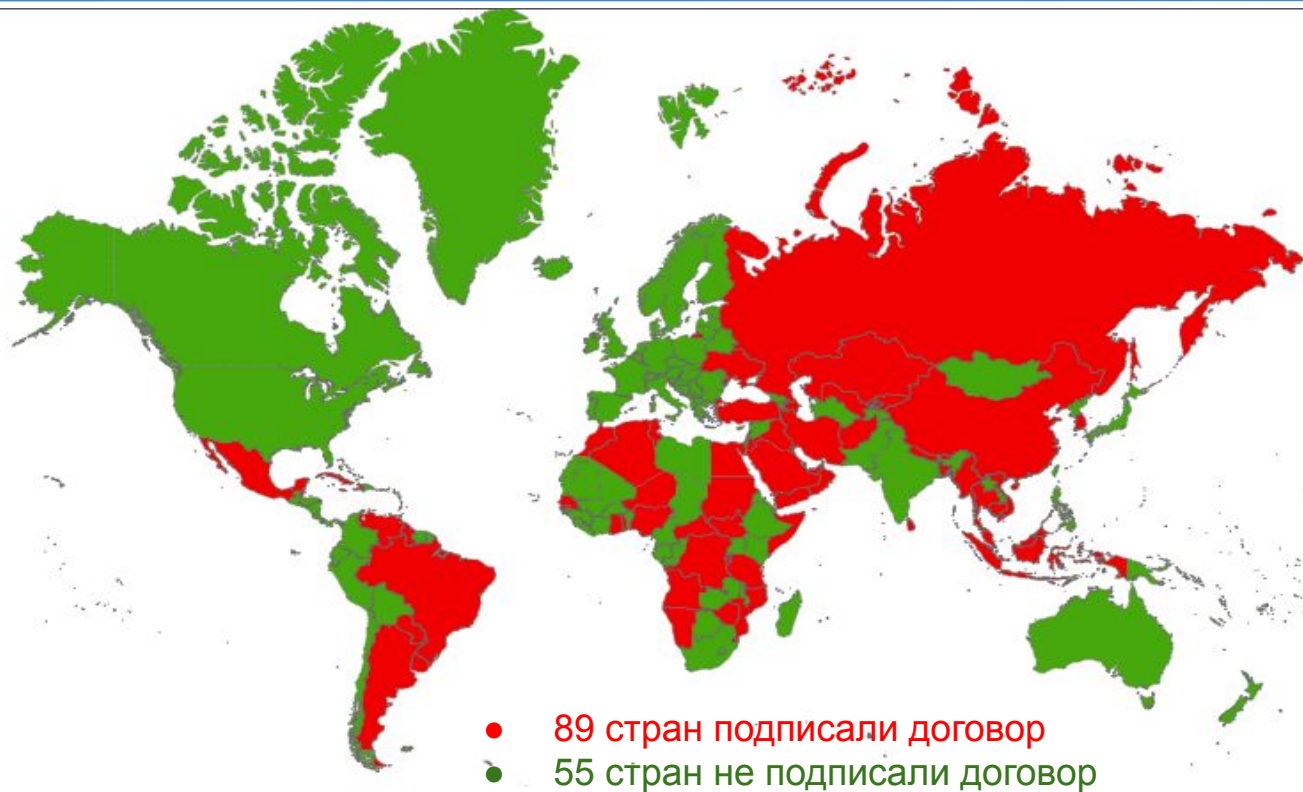 ● 89 стран подписали договор
● 55 стран не подписали договор